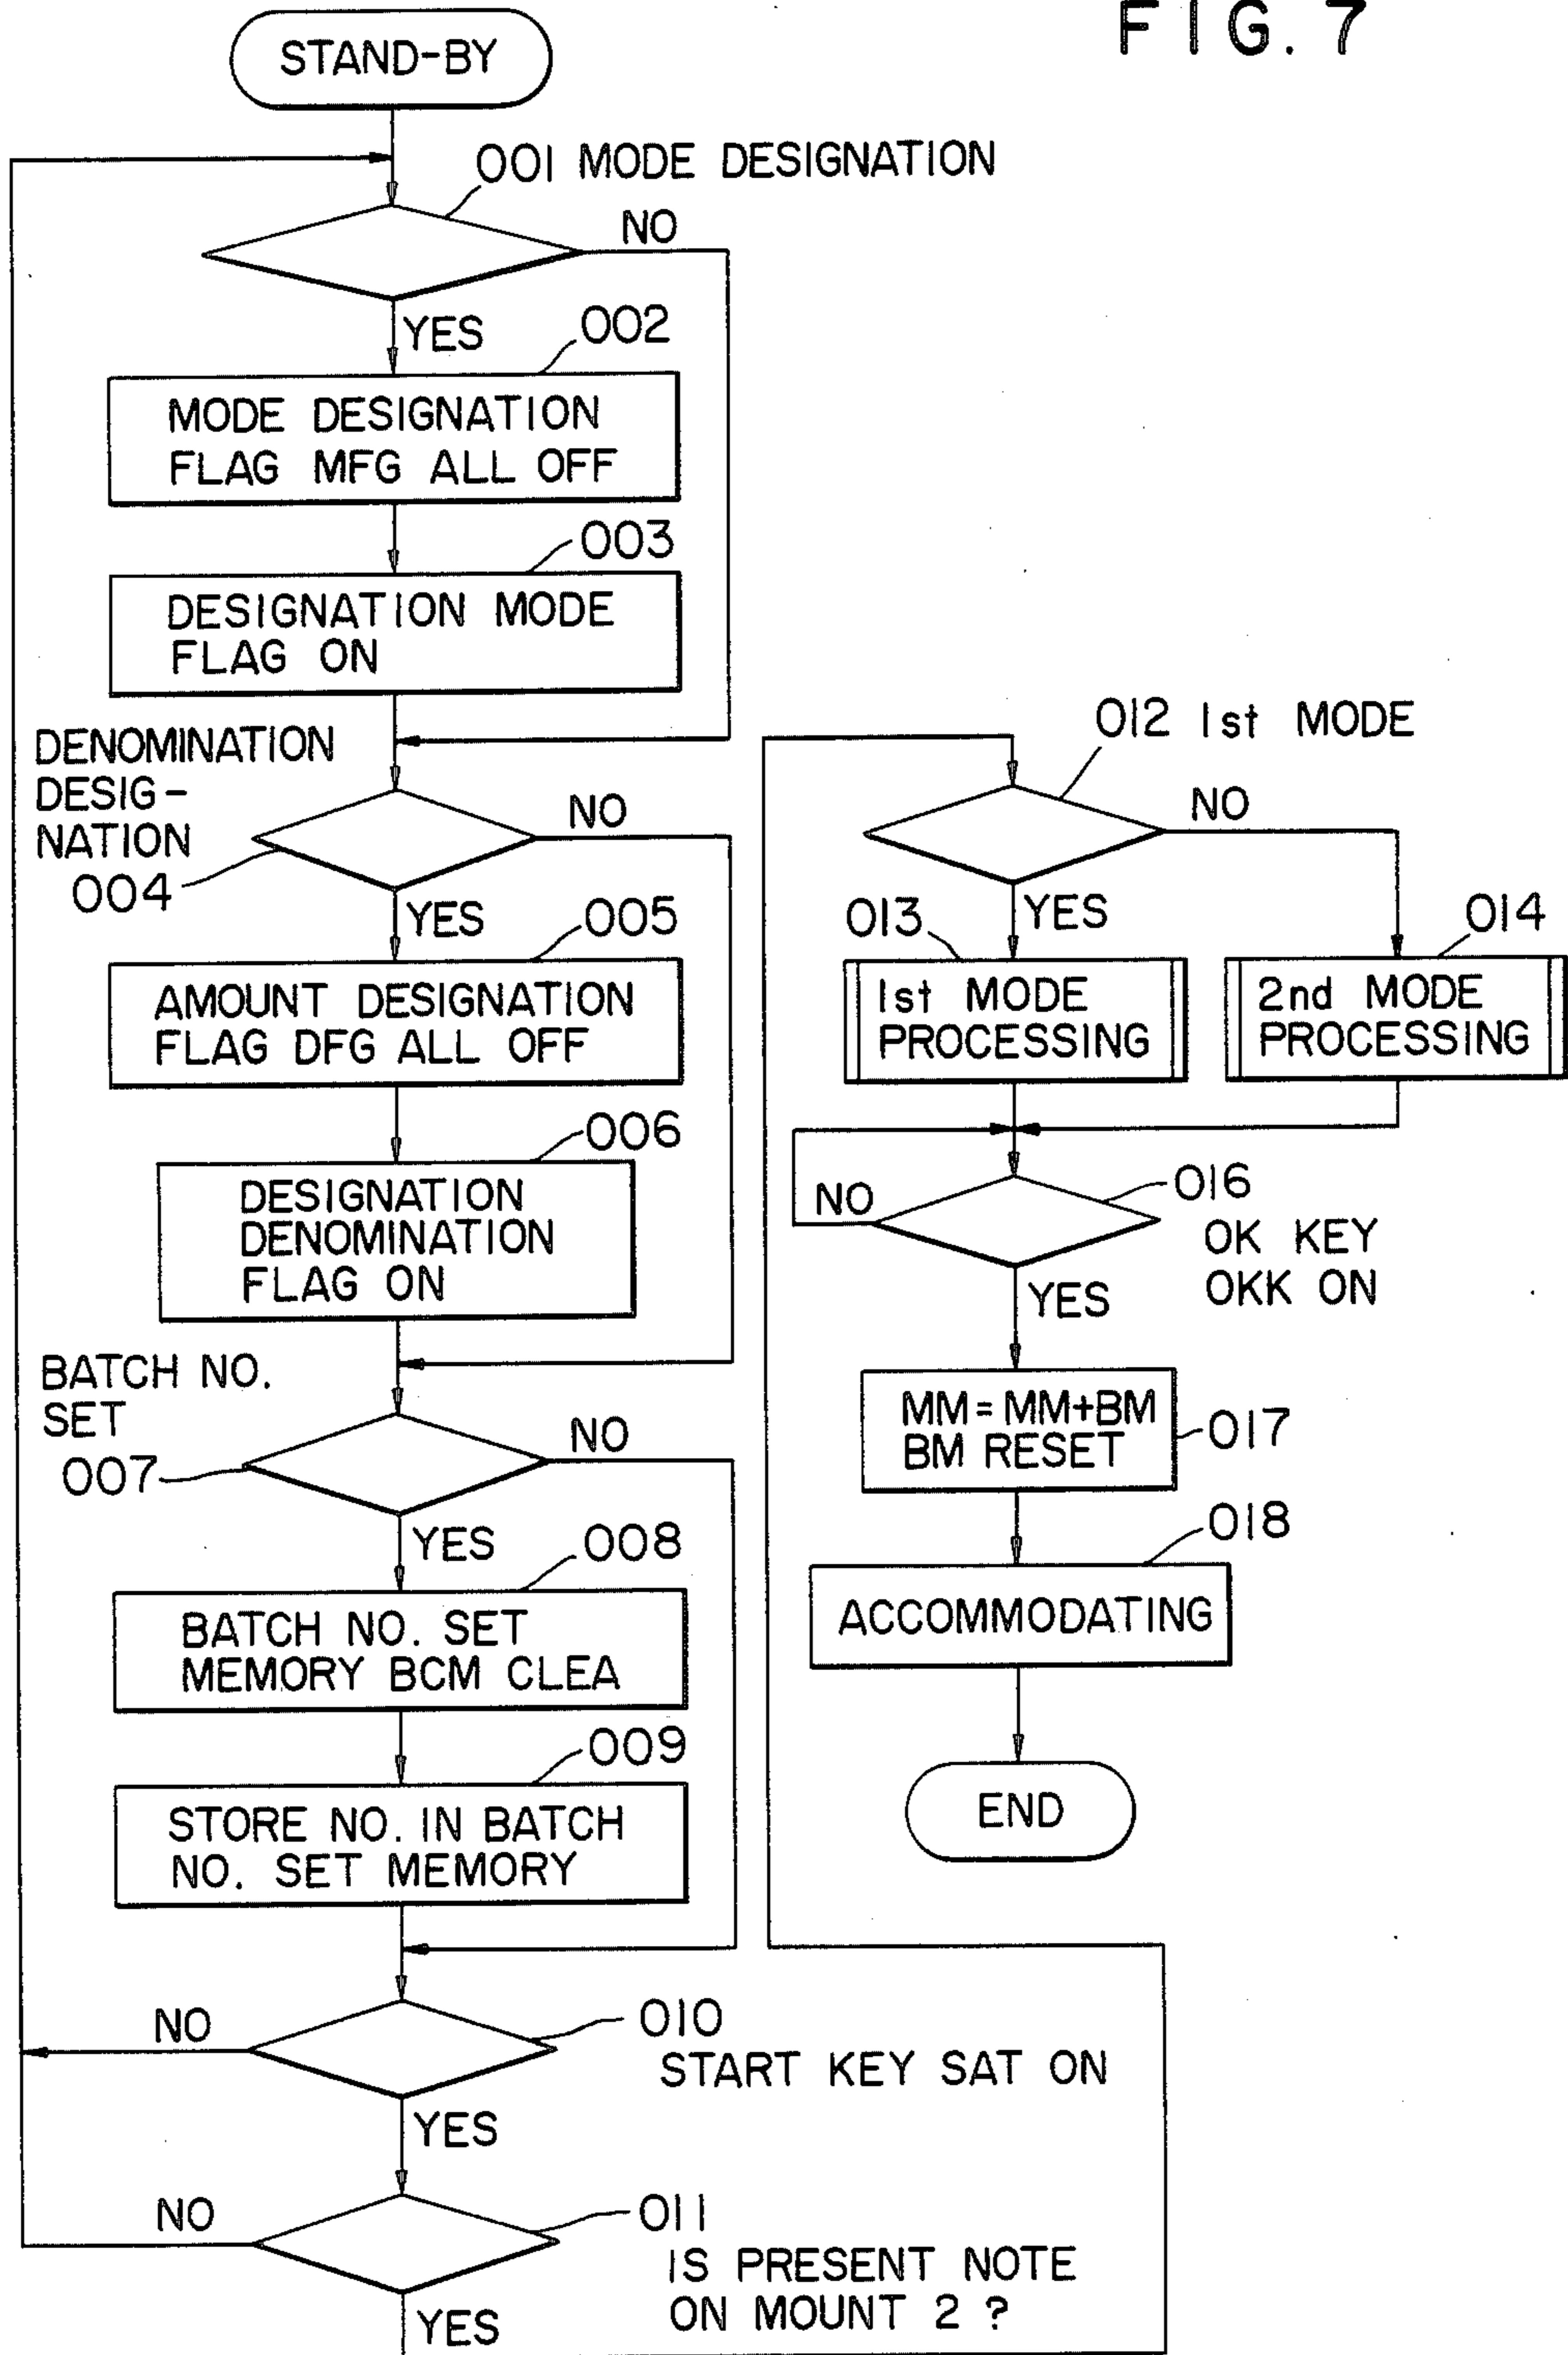 FIG. 7
STAND-BY
001 MODE DESIGNATION
NO
YES
002
MODE DESIGNATION
FLAG MFG ALL OFF
003
DESIGNATION MODE
FLAG ON
DENOMINATION
DESIG-
NATION
004
NO
YES
005
AMOUNT DESIGNATION
FLAG DFG ALL OFF
006
DESIGNATION
DENOMINATION
FLAG ON
BATCH NO.
SET
007
NO
YES
008
BATCH NO. SET
MEMORY BCM CLEA
009
STORE NO. IN BATCH
NO. SET MEMORY
NO
010
START KEY SAT ON
YES
NO
011
IS PRESENT NOTE
ON MOUNT 2 ?
YES
012 1st MODE
NO
YES
013
1st MODE
PROCESSING
014
2nd MODE
PROCESSING
NO
016
OK KEY
OKK ON
YES
MM=MM+BM
BM RESET
017
018
ACCOMMODATING
END